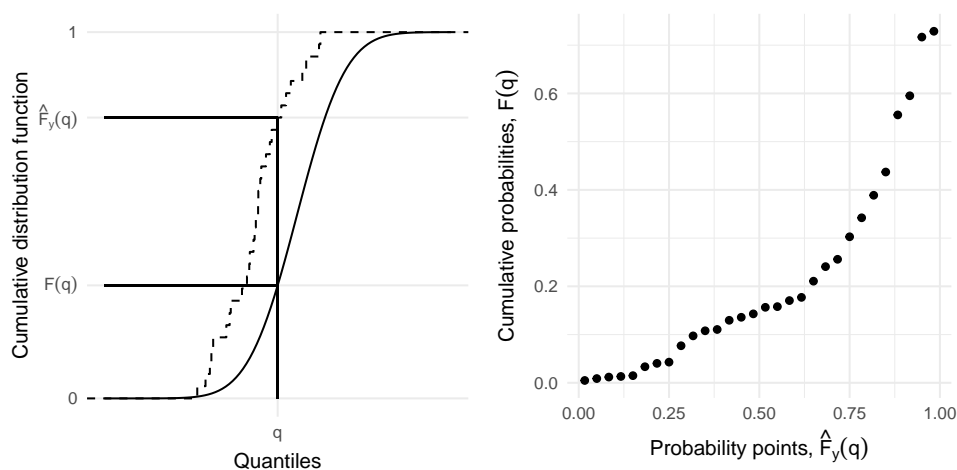 Cumulative distribution function
1
F̂y(q)
F(q)
0
q
Quantiles
Cumulative probabilities, F(q)
0.6
0.4
0.2
0.0
0.00 0.25 0.50 0.75 1.00
Probability points, F̂y(q)